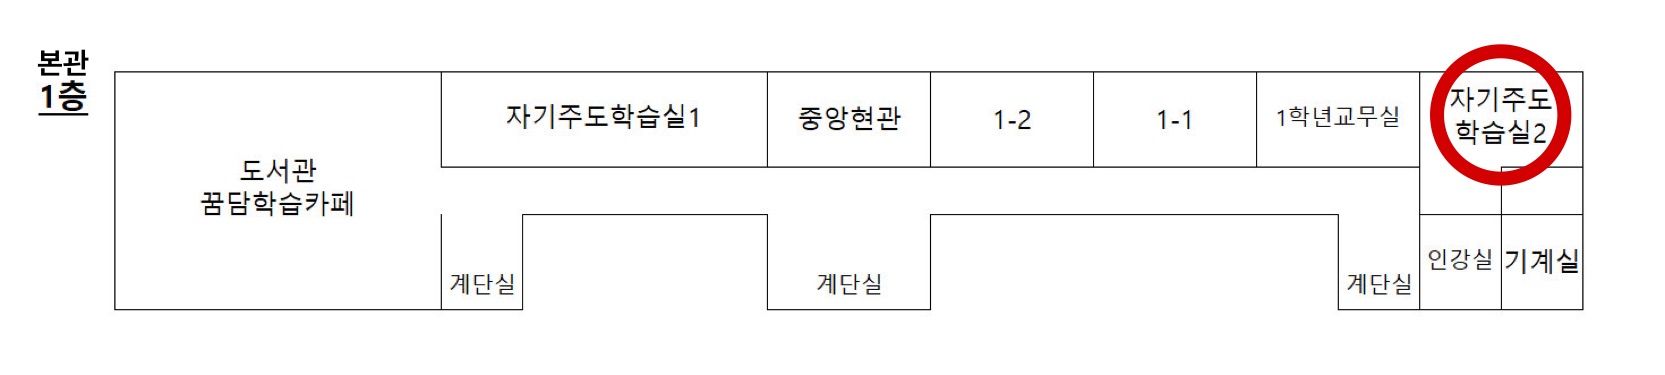 본관
1층
도서관
꿈담학습카페
자기주도학습실1
중앙현관
1-2
1-1
1학년교무실
자기주도
학습실2
계단실
계단실
계단실
인강실
기계실